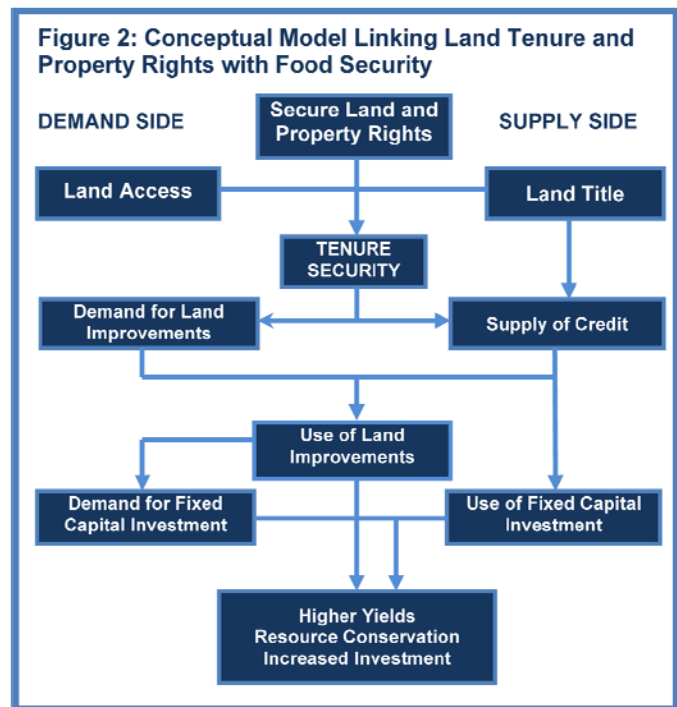 Figure 2: Conceptual Model Linking Land Tenure and
Property Rights with Food Security
DEMAND SIDE
Secure Land and
Property Rights
SUPPLY SIDE
Land Access
Land Title
TENURE
SECURITY
Demand for Land
Improvements
Supply of Credit
Use of Land
Improvements
Demand for Fixed
Capital Investment
Use of Fixed Capital
Investment
Higher Yields
Resource Conservation
Increased Investment